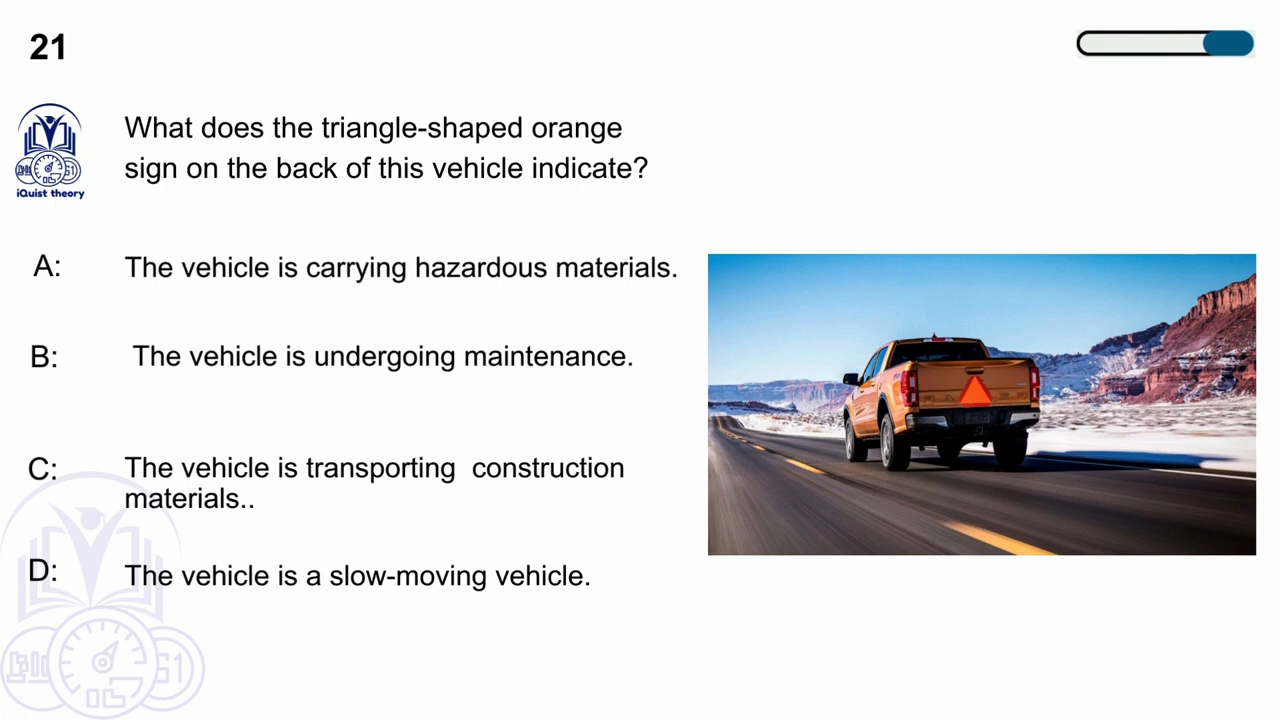 21
iQuist theory
What does the triangle-shaped orange
sign on the back of this vehicle indicate?
A: The vehicle is carrying hazardous materials.
B: The vehicle is undergoing maintenance.
C: The vehicle is transporting construction
materials..
D: The vehicle is a slow-moving vehicle.